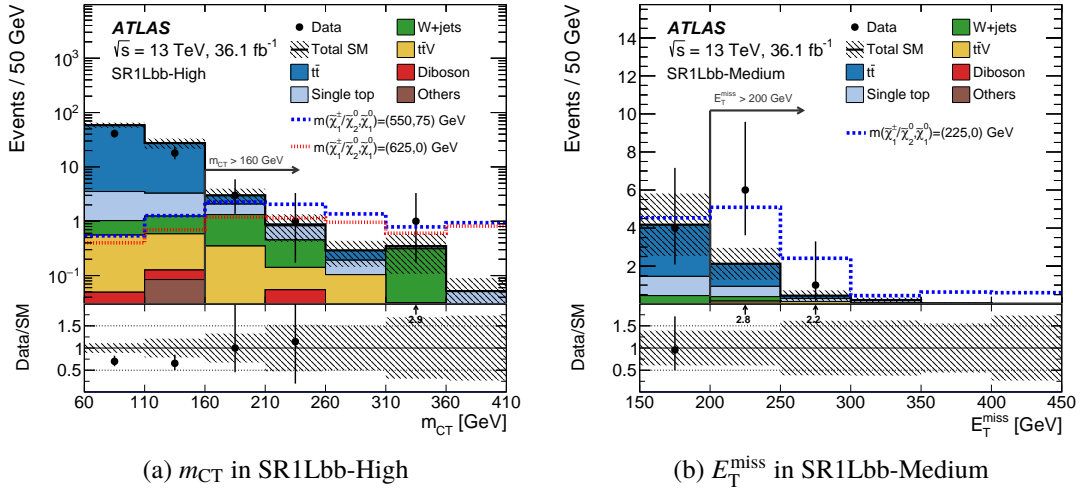 ATLAS
√s = 13 TeV, 36.1 fb⁻¹
SR1Lbb-High
Data
Total SM
tt̄
Single top
W+jets
tt̄V
Diboson
Others
m(χ̃₁±/χ̃₂⁰,χ̃₁⁰)=(550,75) GeV
m(χ̃₁±/χ̃₂⁰,χ̃₁⁰)=(625,0) GeV
m_CT > 160 GeV
Events / 50 GeV
10³
10²
10
1
10⁻¹
2.9
Data/SM
1.5
1
0.5
60 110 160 210 260 310 360 410
m_CT [GeV]
(a) m_CT in SR1Lbb-High
ATLAS
√s = 13 TeV, 36.1 fb⁻¹
SR1Lbb-Medium
Data
Total SM
tt̄
Single top
W+jets
tt̄V
Diboson
Others
E_T^miss > 200 GeV
m(χ̃₁±/χ̃₂⁰,χ̃₁⁰)=(225,0) GeV
Events / 50 GeV
14
12
10
8
6
4
2
2.8 2.2
Data/SM
1.5
1
0.5
150 200 250 300 350 400 450
E_T^miss [GeV]
(b) E_T^miss in SR1Lbb-Medium